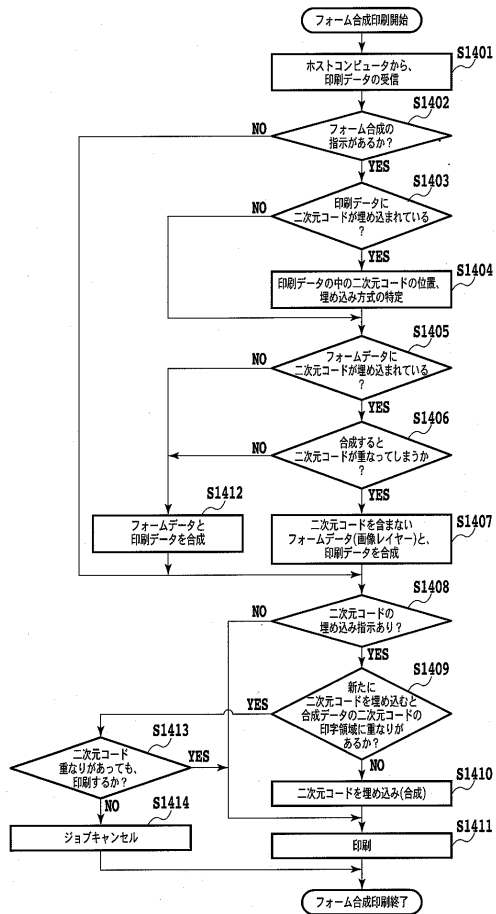 フォーム合成印刷開始
S1401
ホストコンピュータから、
印刷データの受信
S1402
フォーム合成の
指示があるか?
NO
YES
S1403
印刷データに
二次元コードが埋め込まれている
?
NO
YES
S1404
印刷データの中の二次元コードの位置、
埋め込み方式の特定
S1405
フォームデータに
二次元コードが埋め込まれている
?
NO
YES
S1406
合成すると
二次元コードが重なってしまうか
?
NO
YES
S1412
フォームデータと
印刷データを合成
S1407
二次元コードを含まない
フォームデータ(画像レイヤー)と、
印刷データを合成
S1408
二次元コードの
埋め込み指示あり?
NO
YES
S1409
新たに
二次元コードを埋め込むと
合成データの二次元コードの
印字領域に重なりが
あるか?
YES
NO
S1413
二次元コード
重なりがあっても、
印刷するか?
YES
NO
S1410
二次元コードを埋め込み(合成)
S1414
ジョブキャンセル
S1411
印刷
フォーム合成印刷終了